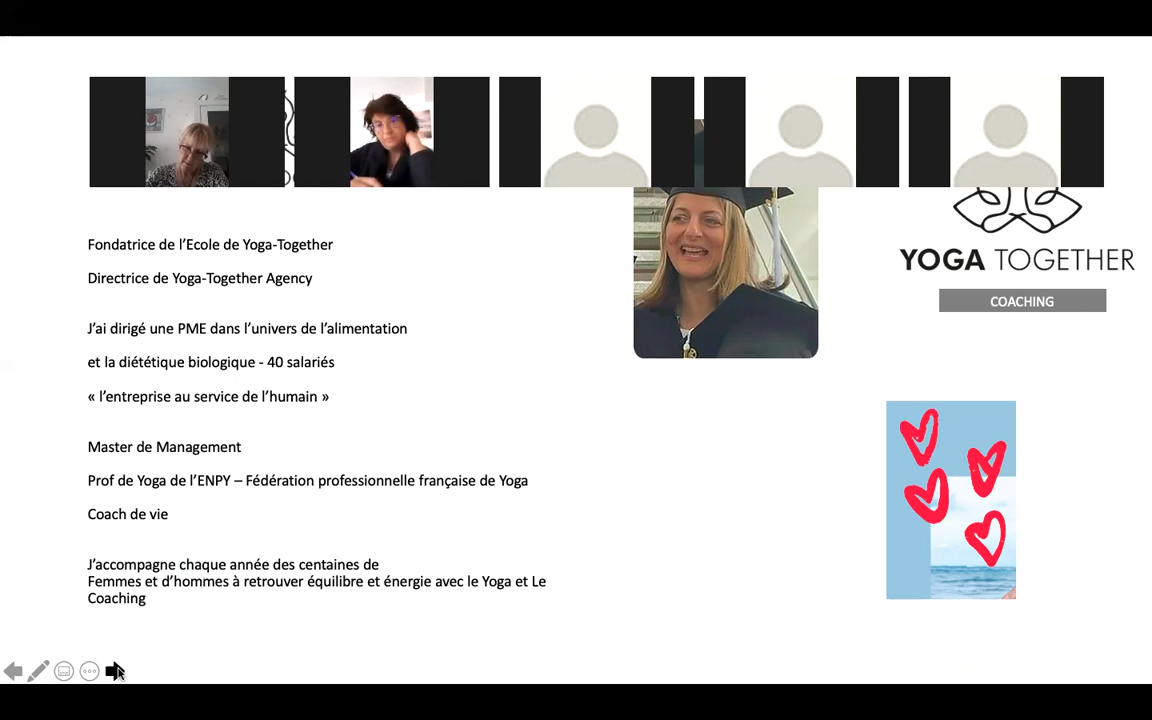 Fondatrice de l’Ecole de Yoga-Together
Directrice de Yoga-Together Agency
J’ai dirigé une PME dans l’univers de l’alimentation
et la diététique biologique - 40 salariés
« l’entreprise au service de l’humain »
Master de Management
Prof de Yoga de l’ENPY – Fédération professionnelle française de Yoga
Coach de vie
J’accompagne chaque année des centaines de
Femmes et d’hommes à retrouver équilibre et énergie avec le Yoga et Le
Coaching
YOGA TOGETHER
COACHING